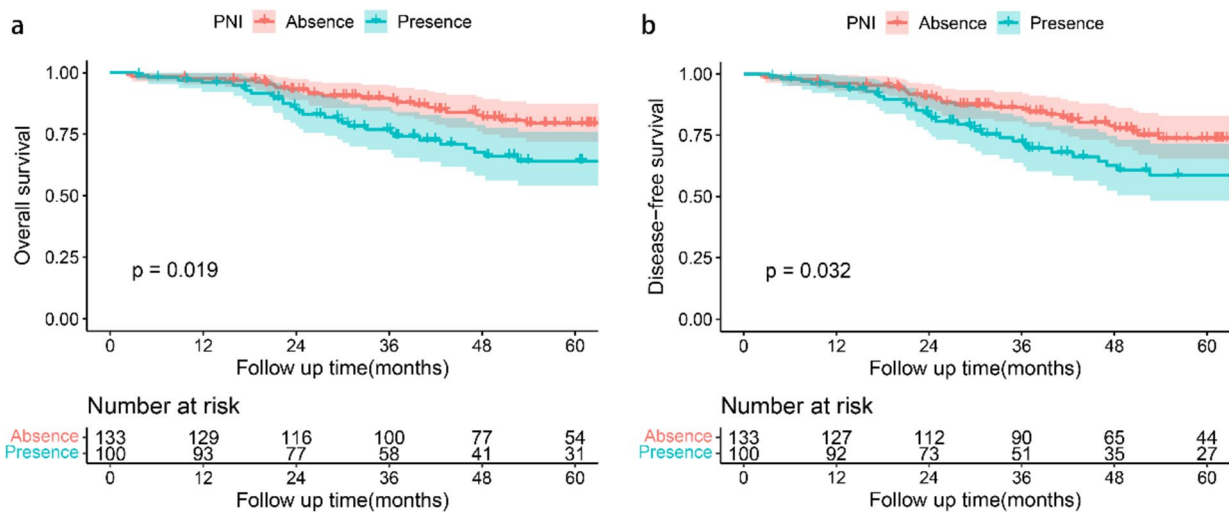 a
PNI Absence Presence
1.00
0.75
0.50
0.25
0.00
Overall survival
p = 0.019
0 12 24 36 48 60
Follow up time(months)
Number at risk
Absence 133 129 116 100 77 54
Presence 100 93 77 58 41 31
0 12 24 36 48 60
Follow up time(months)
b
PNI Absence Presence
1.00
0.75
0.50
0.25
0.00
Disease-free survival
p = 0.032
0 12 24 36 48 60
Follow up time(months)
Number at risk
Absence 133 127 112 90 65 44
Presence 100 92 73 51 35 27
0 12 24 36 48 60
Follow up time(months)